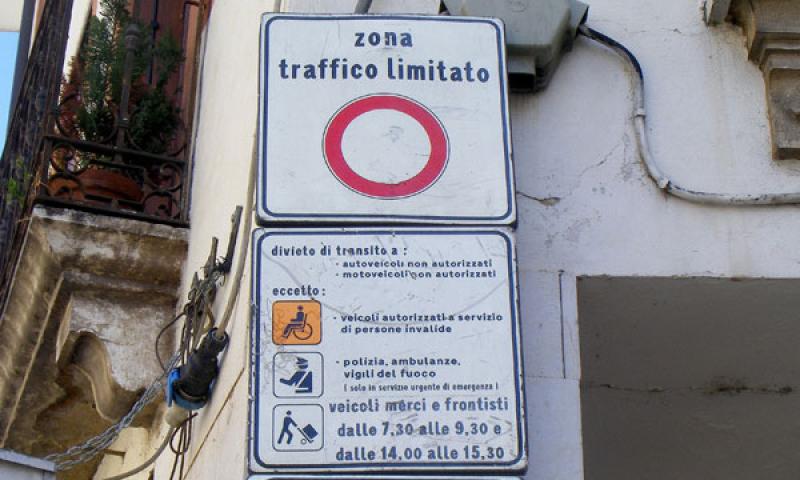 zona
traffico limitato
divieto di transito a :
- autoveicoli non autorizzati
- motoveicoli non autorizzati
eccetto :
- veicoli autorizzati a servizio
di persone invalide
- polizia, ambulanze,
vigili del fuoco
( solo in servizio urgente di emergenza )
veicoli merci e frontisti
dalle 7,30 alle 9,30 e
dalle 14,00 alle 15,30